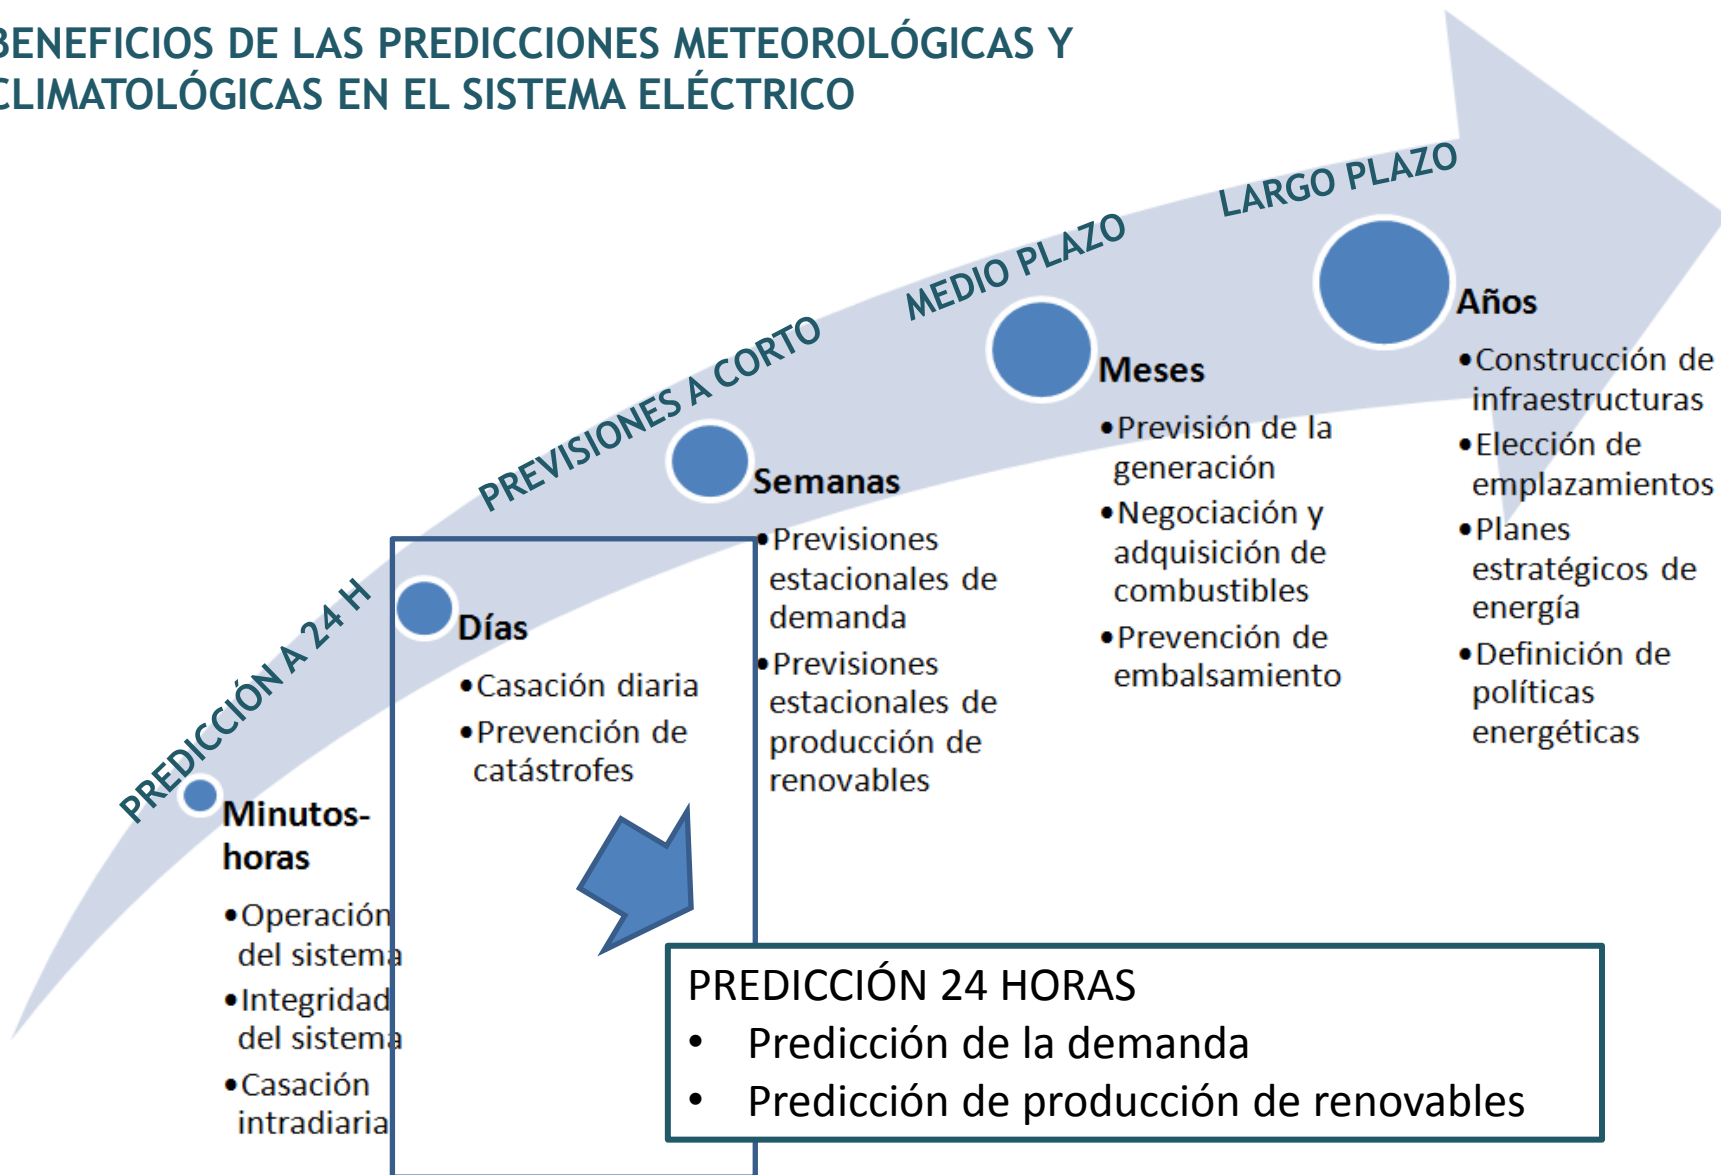 BENEFICIOS DE LAS PREDICCIONES METEOROLÓGICAS Y
CLIMATOLÓGICAS EN EL SISTEMA ELÉCTRICO
PREDICCIÓN A 24 H
PREVISIONES A CORTO
MEDIO PLAZO
LARGO PLAZO
Minutos-
horas
•Operación
del sistema
•Integridad
del sistema
•Casación
intradiaria
Días
•Casación diaria
•Prevención de
catástrofes
Semanas
•Previsiones
estacionales de
demanda
•Previsiones
estacionales de
producción de
renovables
Meses
•Previsión de la
generación
•Negociación y
adquisición de
combustibles
•Prevención de
embalsamiento
Años
•Construcción de
infraestructuras
•Elección de
emplazamientos
•Planes
estratégicos de
energía
•Definición de
políticas
energéticas
PREDICCIÓN 24 HORAS
• Predicción de la demanda
• Predicción de producción de renovables